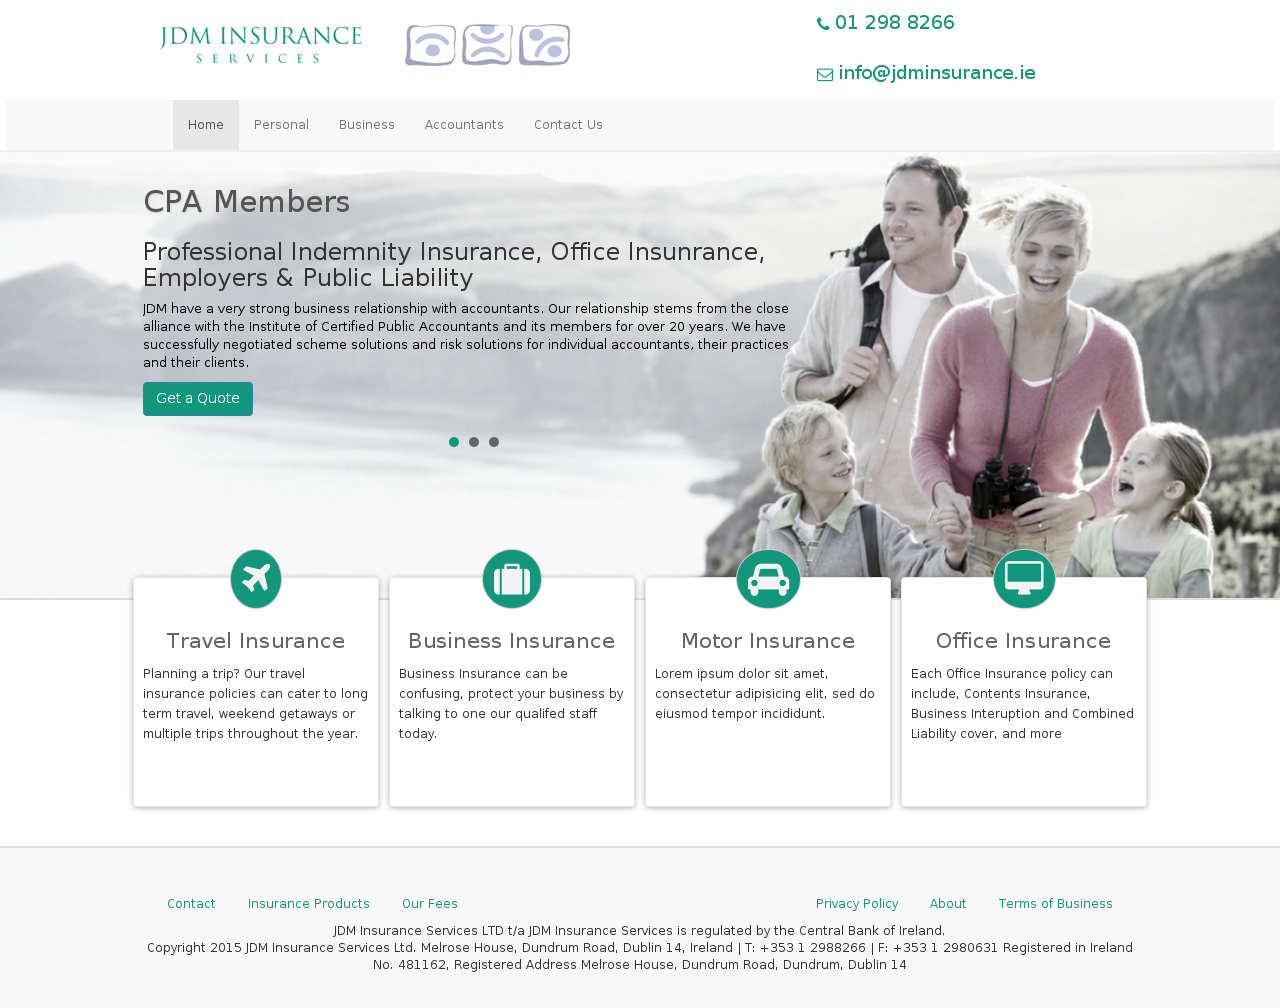 JDM INSURANCE
SERVICES
01 298 8266
info@jdminsurance.ie
Home
Personal
Business
Accountants
Contact Us
CPA Members
Professional Indemnity Insurance, Office Insunrance,
Employers & Public Liability
JDM have a very strong business relationship with accountants. Our relationship stems from the close
alliance with the Institute of Certified Public Accountants and its members for over 20 years. We have
successfully negotiated scheme solutions and risk solutions for individual accountants, their practices
and their clients.
Get a Quote
Travel Insurance
Planning a trip? Our travel
insurance policies can cater to long
term travel, weekend getaways or
multiple trips throughout the year.
Business Insurance
Business Insurance can be
confusing, protect your business by
talking to one our qualifed staff
today.
Motor Insurance
Lorem ipsum dolor sit amet,
consectetur adipisicing elit, sed do
eiusmod tempor incididunt.
Office Insurance
Each Office Insurance policy can
include, Contents Insurance,
Business Interuption and Combined
Liability cover, and more
Contact
Insurance Products
Our Fees
Privacy Policy
About
Terms of Business
JDM Insurance Services LTD t/a JDM Insurance Services is regulated by the Central Bank of Ireland.
Copyright 2015 JDM Insurance Services Ltd. Melrose House, Dundrum Road, Dublin 14, Ireland | T: +353 1 2988266 | F: +353 1 2980631 Registered in Ireland
No. 481162, Registered Address Melrose House, Dundrum Road, Dundrum, Dublin 14